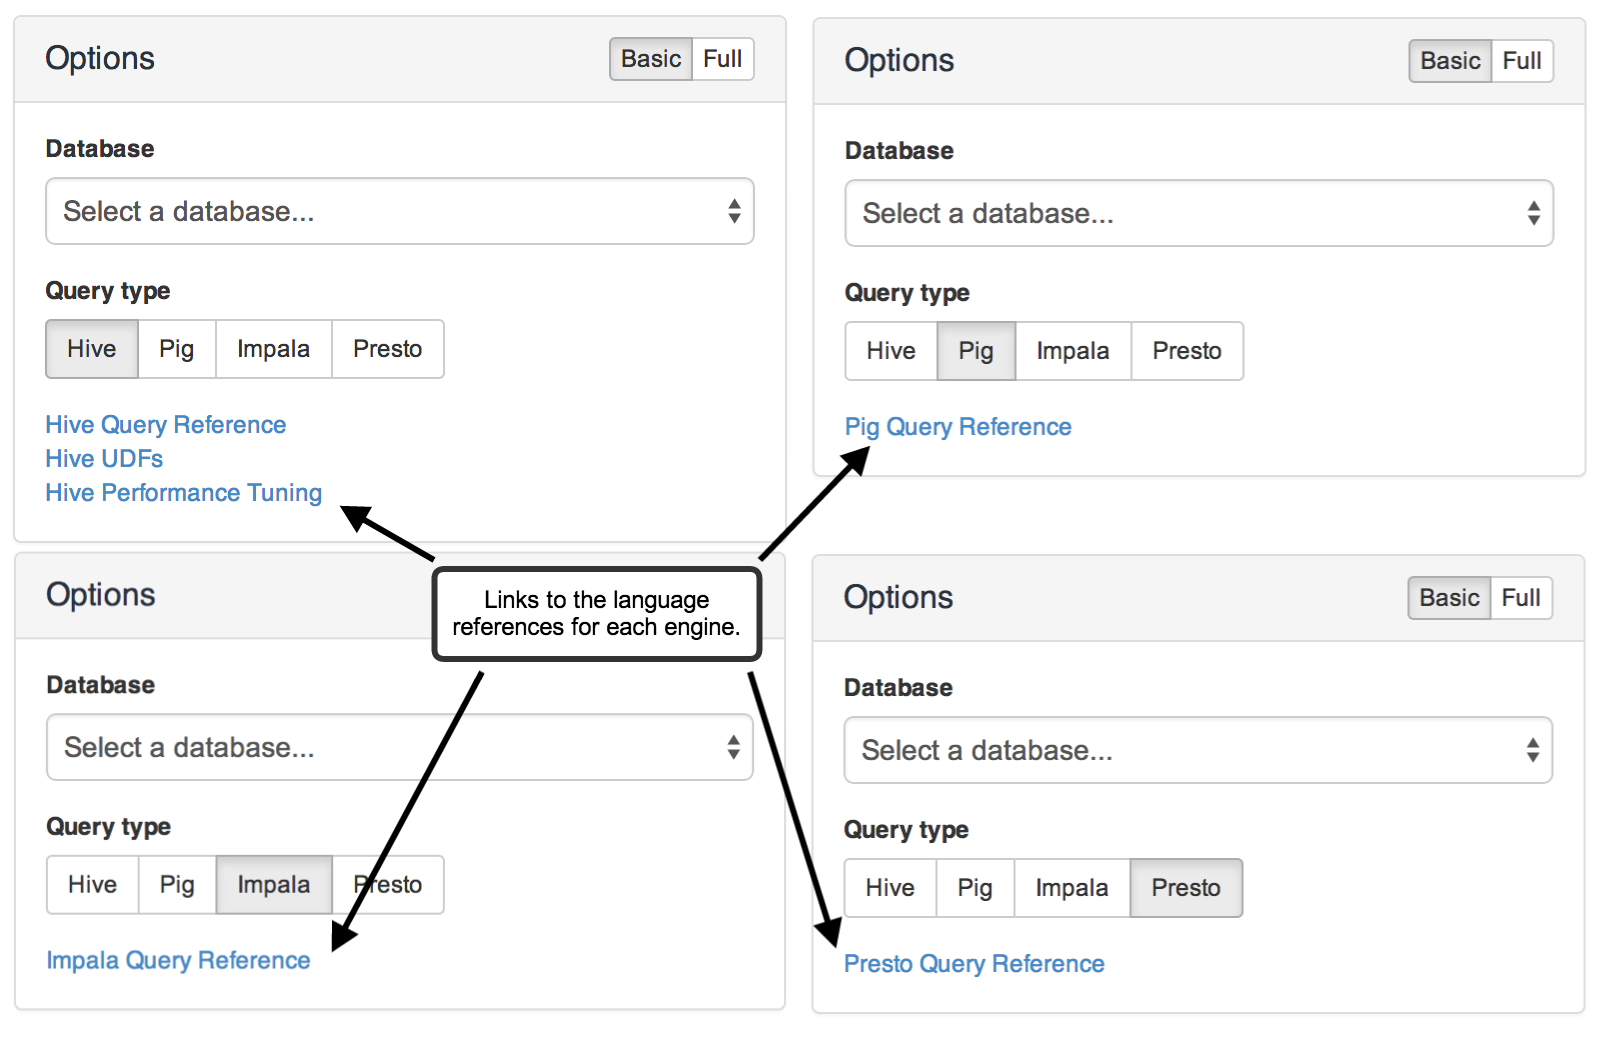 Options
Basic Full
Database
Select a database...
Query type
Hive Pig Impala Presto
Hive Query Reference
Hive UDFs
Hive Performance Tuning
Options
Basic Full
Database
Select a database...
Query type
Hive Pig Impala Presto
Pig Query Reference
Links to the language
references for each engine.
Options
Database
Select a database...
Query type
Hive Pig Impala Presto
Impala Query Reference
Options
Basic Full
Database
Select a database...
Query type
Hive Pig Impala Presto
Presto Query Reference